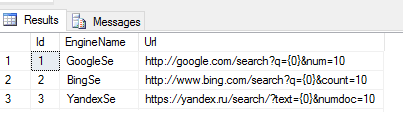 Results Messages
Id EngineName Url
1 1 GoogleSe http://google.com/search?q={0}&num=10
2 2 BingSe http://www.bing.com/search?q={0}&count=10
3 3 YandexSe https://yandex.ru/search/?text={0}&numdoc=10